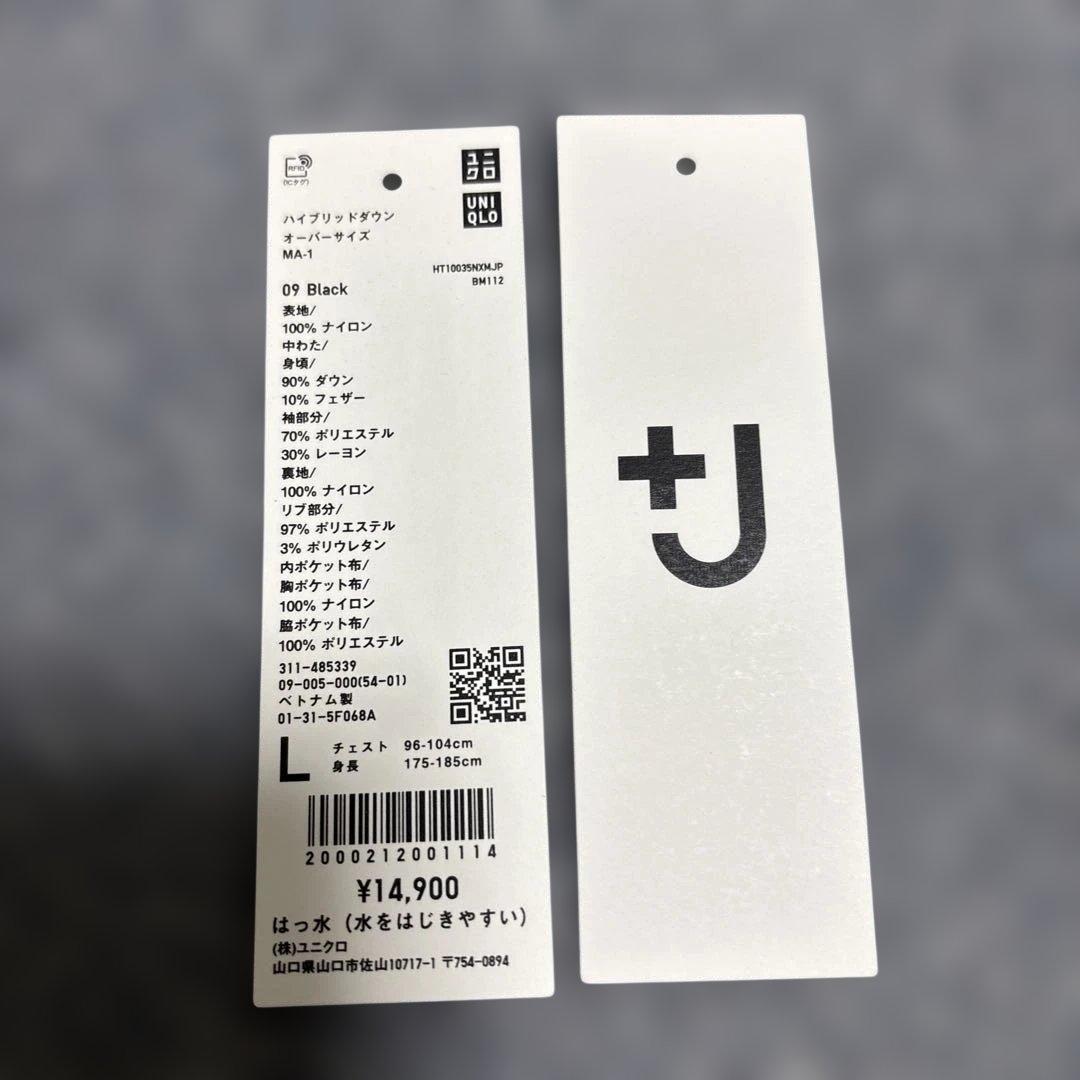 RFID
(ICタグ)
ユニ
クロ
UNI
QLO
ハイブリッドダウン
オーバーサイズ
MA-1
HT10035NXMJP
BM112
09 Black
表地/
100% ナイロン
中わた/
身頃/
90% ダウン
10% フェザー
袖部分/
70% ポリエステル
30% レーヨン
裏地/
100% ナイロン
リブ部分/
97% ポリエステル
3% ポリウレタン
内ポケット布/
胸ポケット布/
100% ナイロン
脇ポケット布/
100% ポリエステル
311-485339
09-005-000(54-01)
ベトナム製
01-31-5F068A
L チェスト 96-104cm
身長 175-185cm
2000212001114
¥14,900
はっ水(水をはじきやすい)
(株)ユニクロ
山口県山口市佐山10717-1 〒754-0894
+J